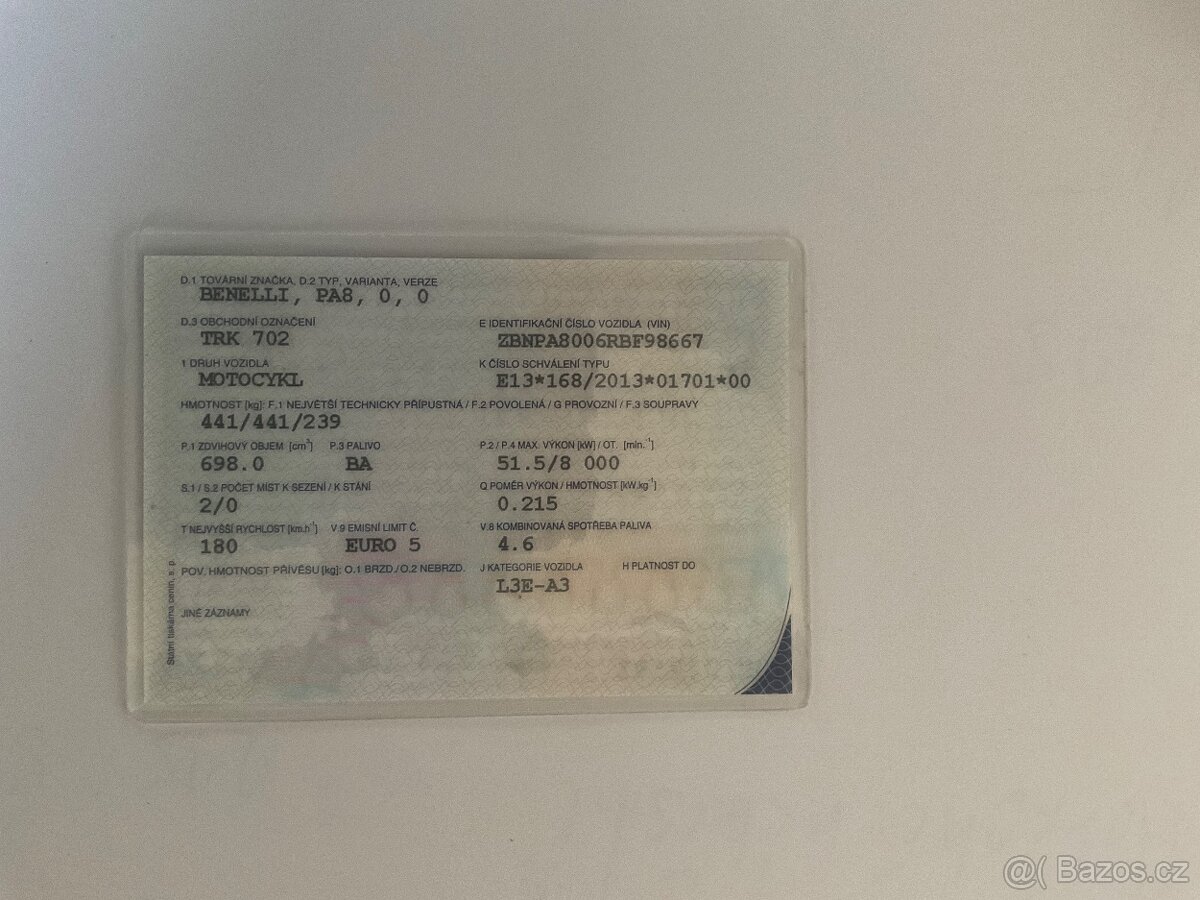 D.1 TOVÁRNÍ ZNAČKA, D.2 TYP, VARIANTA, VERZE
BENELLI, PA8, 0, 0
D.3 OBCHODNÍ OZNAČENÍ
TRK 702
E IDENTIFIKAČNÍ ČÍSLO VOZIDLA (VIN)
ZBNPA8006RBF98667
1 DRUH VOZIDLA
MOTOCYKL
K ČÍSLO SCHVÁLENÍ TYPU
E13*168/2013*01701*00
HMOTNOST [kg]: F.1 NEJVĚTŠÍ TECHNICKY PŘÍPUSTNÁ / F.2 POVOLENÁ / G PROVOZNÍ / F.3 SOUPRAVY
441/441/239
P.1 ZDVIHOVÝ OBJEM [cm³]
698.0
P.3 PALIVO
BA
P.2 / P.4 MAX. VÝKON [kW] / OT. [min.⁻¹]
51.5/8 000
S.1 / S.2 POČET MÍST K SEZENÍ / K STÁNÍ
2/0
Q POMĚR VÝKON / HMOTNOST [kW.kg⁻¹]
0.215
T NEJVYŠŠÍ RYCHLOST [km.h⁻¹]
180
V.9 EMISNÍ LIMIT Č.
EURO 5
V.8 KOMBINOVANÁ SPOTŘEBA PALIVA
4.6
POV. HMOTNOST PŘÍVĚSU [kg]: O.1 BRZD./O.2 NEBRZD.
J KATEGORIE VOZIDLA
L3E-A3
H PLATNOST DO
JINÉ ZÁZNAMY
Státní tiskárna cenin, s. p.
@( Bazos.cz